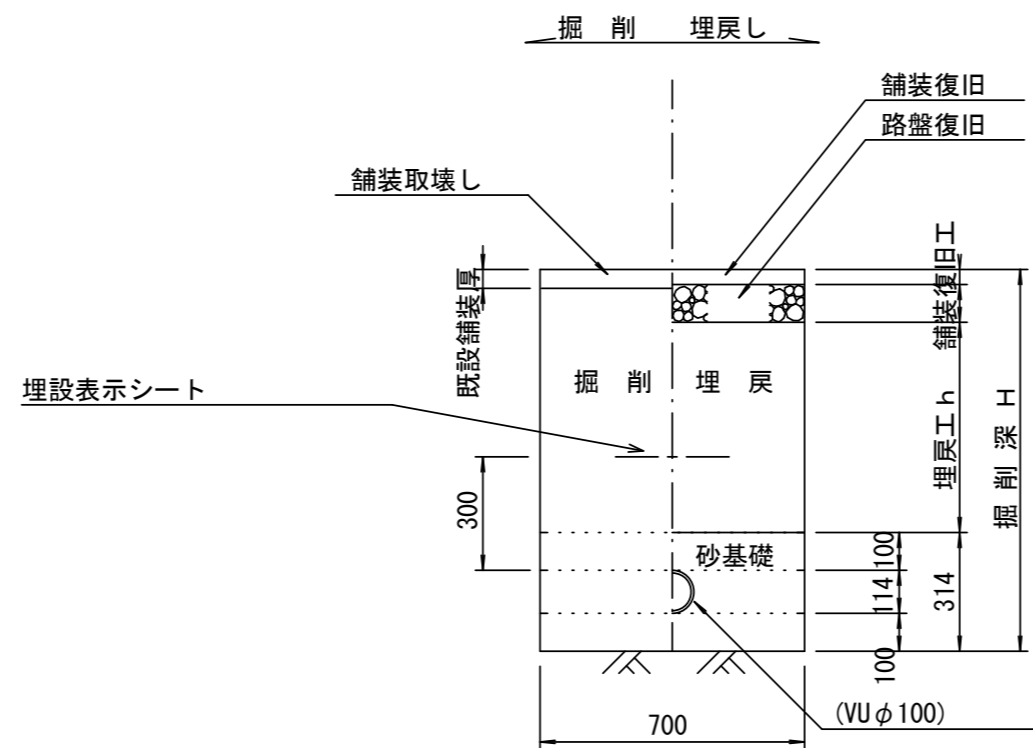 掘 削 埋戻し
舗装復旧
路盤復旧
舗装取壊し
既設舗装厚
舗装復旧工
埋設表示シート
掘 削 埋 戻
埋戻工h
掘 削 深 H
300
砂基礎
100
114
314
100
700
(VUφ100)